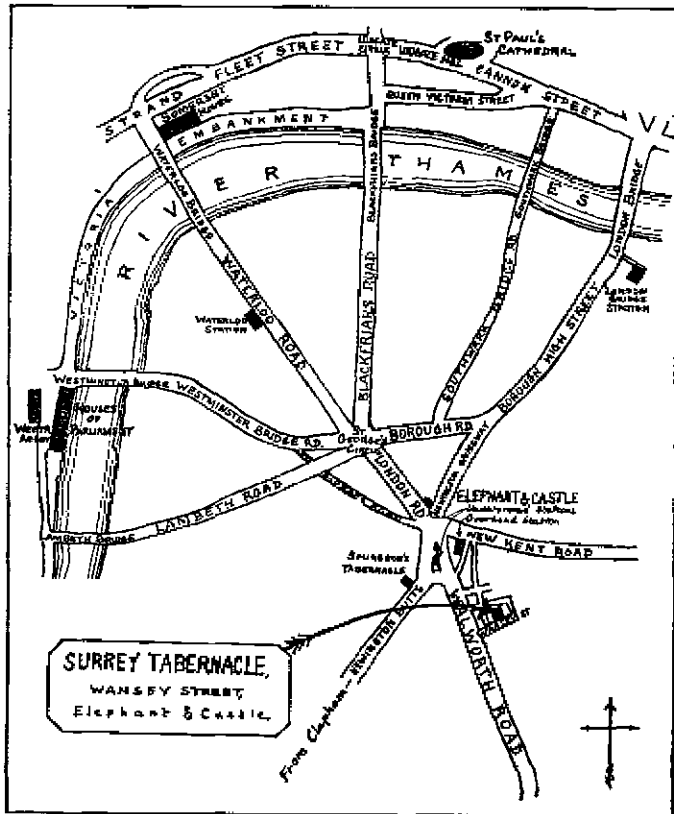 ST PAUL'S
CATHEDRAL
STRAND
FLEET STREET
LUDGATE
CIRCUS
LUDGATE HILL
CANNON STREET
SOMERSET
HOUSE
QUEEN VICTORIA STREET
VICTORIA EMBANKMENT
RIVER THAMES
WATERLOO BRIDGE
BLACKFRIARS BRIDGE
SOUTHWARK BRIDGE
LONDON BRIDGE
LONDON
BRIDGE
STATION
WATERLOO ROAD
WATERLOO
STATION
BLACKFRIARS ROAD
SOUTHWARK BRIDGE RD
BOROUGH HIGH STREET
WESTMINSTER BRIDGE
WESTMINSTER BRIDGE RD.
HOUSES
OF
PARLIAMENT
ST
GEORGE'S
CIRCUS
BOROUGH RD
LONDON RD
LAMBETH BRIDGE
LAMBETH ROAD
ELEPHANT & CASTLE
Overhead Station
NEW KENT ROAD
SPURGEON'S
TABERNACLE
NEWINGTON BUTTS
WALWORTH ROAD
From Clapham
SURREY TABERNACLE,
WANSEY STREET,
Elephant & Castle,